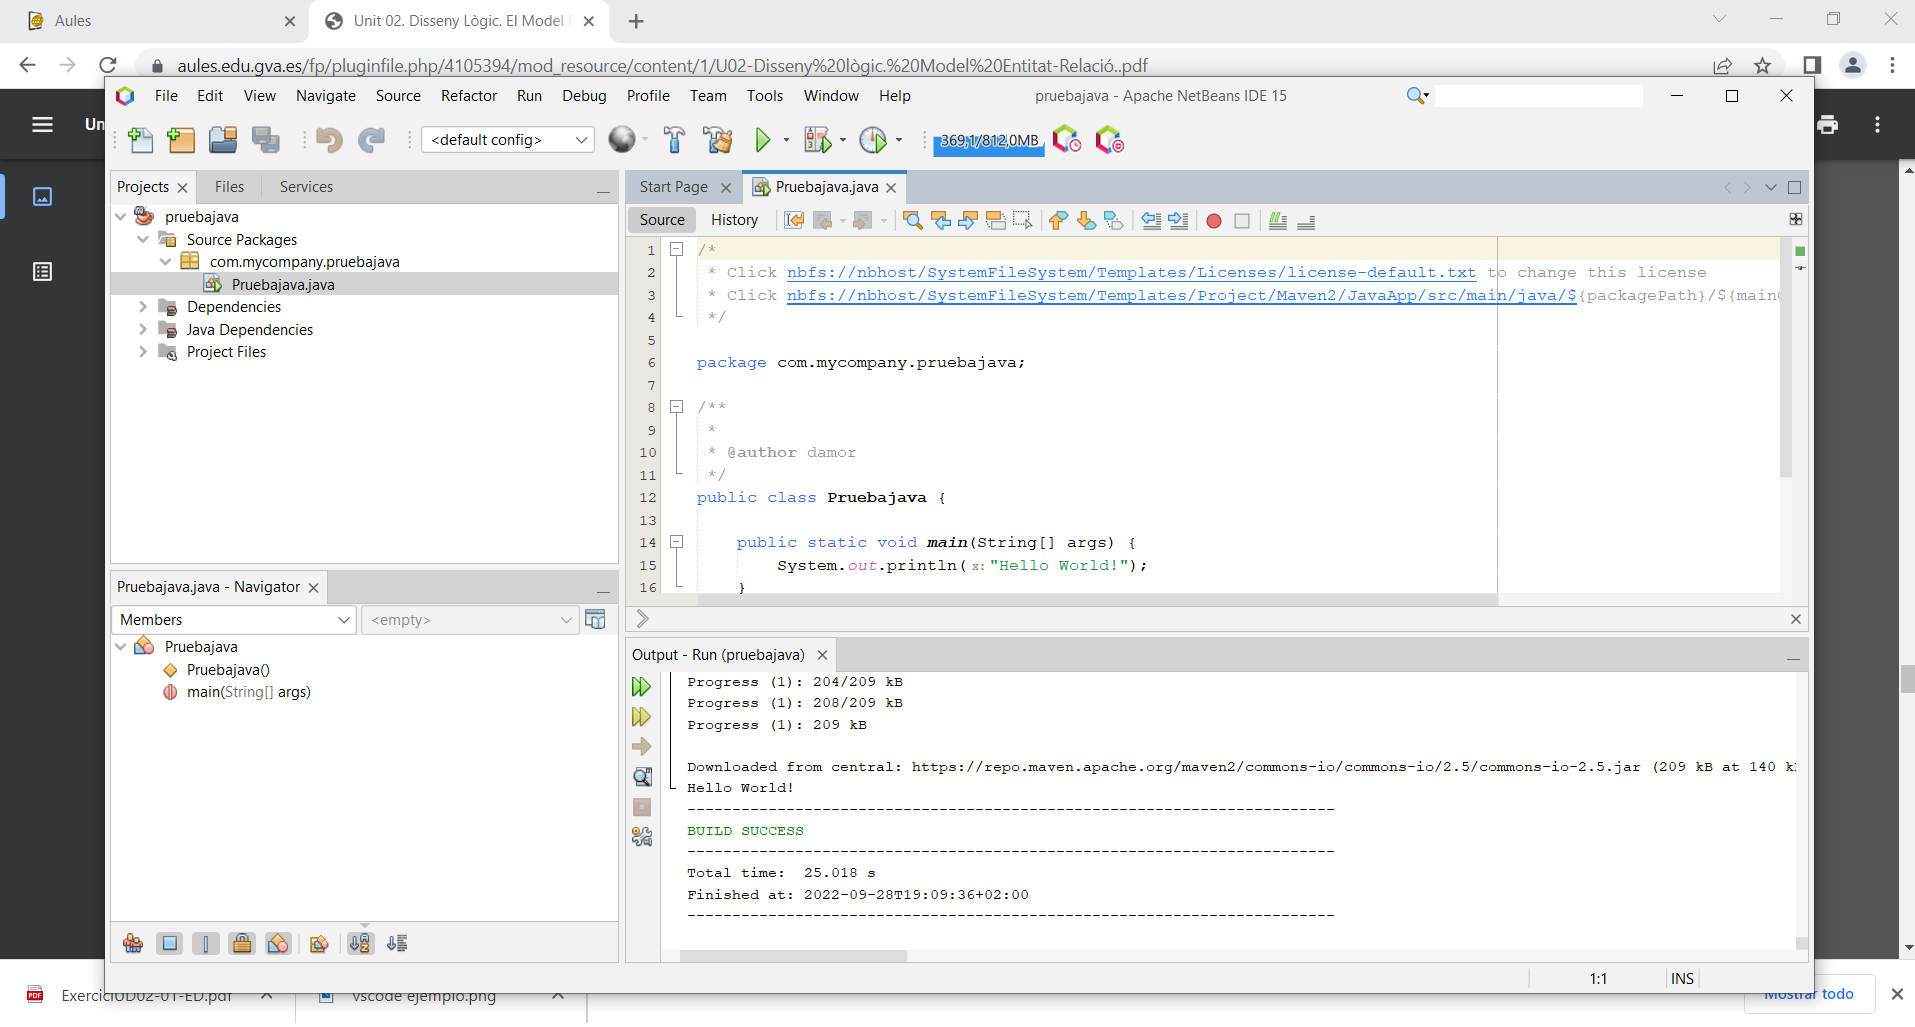 Aules
Unit 02. Disseny Lògic. El Model
aules.edu.gva.es/fp/pluginfile.php/4105394/mod_resource/content/1/U02-Disseny%20lògic.%20Model%20Entitat-Relació..pdf
Un
File Edit View Navigate Source Refactor Run Debug Profile Team Tools Window Help
pruebajava - Apache NetBeans IDE 15
<default config>
369,1/812,0MB
Projects Files Services
pruebajava
Source Packages
com.mycompany.pruebajava
Pruebajava.java
Dependencies
Java Dependencies
Project Files
Pruebajava.java - Navigator
Members <empty>
Pruebajava
Pruebajava()
main(String[] args)
Start Page Pruebajava.java
Source History
1 /*
2 * Click nbfs://nbhost/SystemFileSystem/Templates/Licenses/license-default.txt to change this license
3 * Click nbfs://nbhost/SystemFileSystem/Templates/Project/Maven2/JavaApp/src/main/java/${packagePath}/${main
4 */
5
6 package com.mycompany.pruebajava;
7
8 /**
9 *
10 * @author damor
11 */
12 public class Pruebajava {
13
14 public static void main(String[] args) {
15 System.out.println(x: "Hello World!");
16 }
Output - Run (pruebajava)
Progress (1): 204/209 kB
Progress (1): 208/209 kB
Progress (1): 209 kB
Downloaded from central: https://repo.maven.apache.org/maven2/commons-io/commons-io/2.5/commons-io-2.5.jar (209 kB at 140 k
Hello World!
------------------------------------------------------------------------
BUILD SUCCESS
------------------------------------------------------------------------
Total time:  25.018 s
Finished at: 2022-09-28T19:09:36+02:00
------------------------------------------------------------------------
1:1 INS
ExerciciUD02-01-ED.pdf
vscode ejemplo.png
Mostrar todo